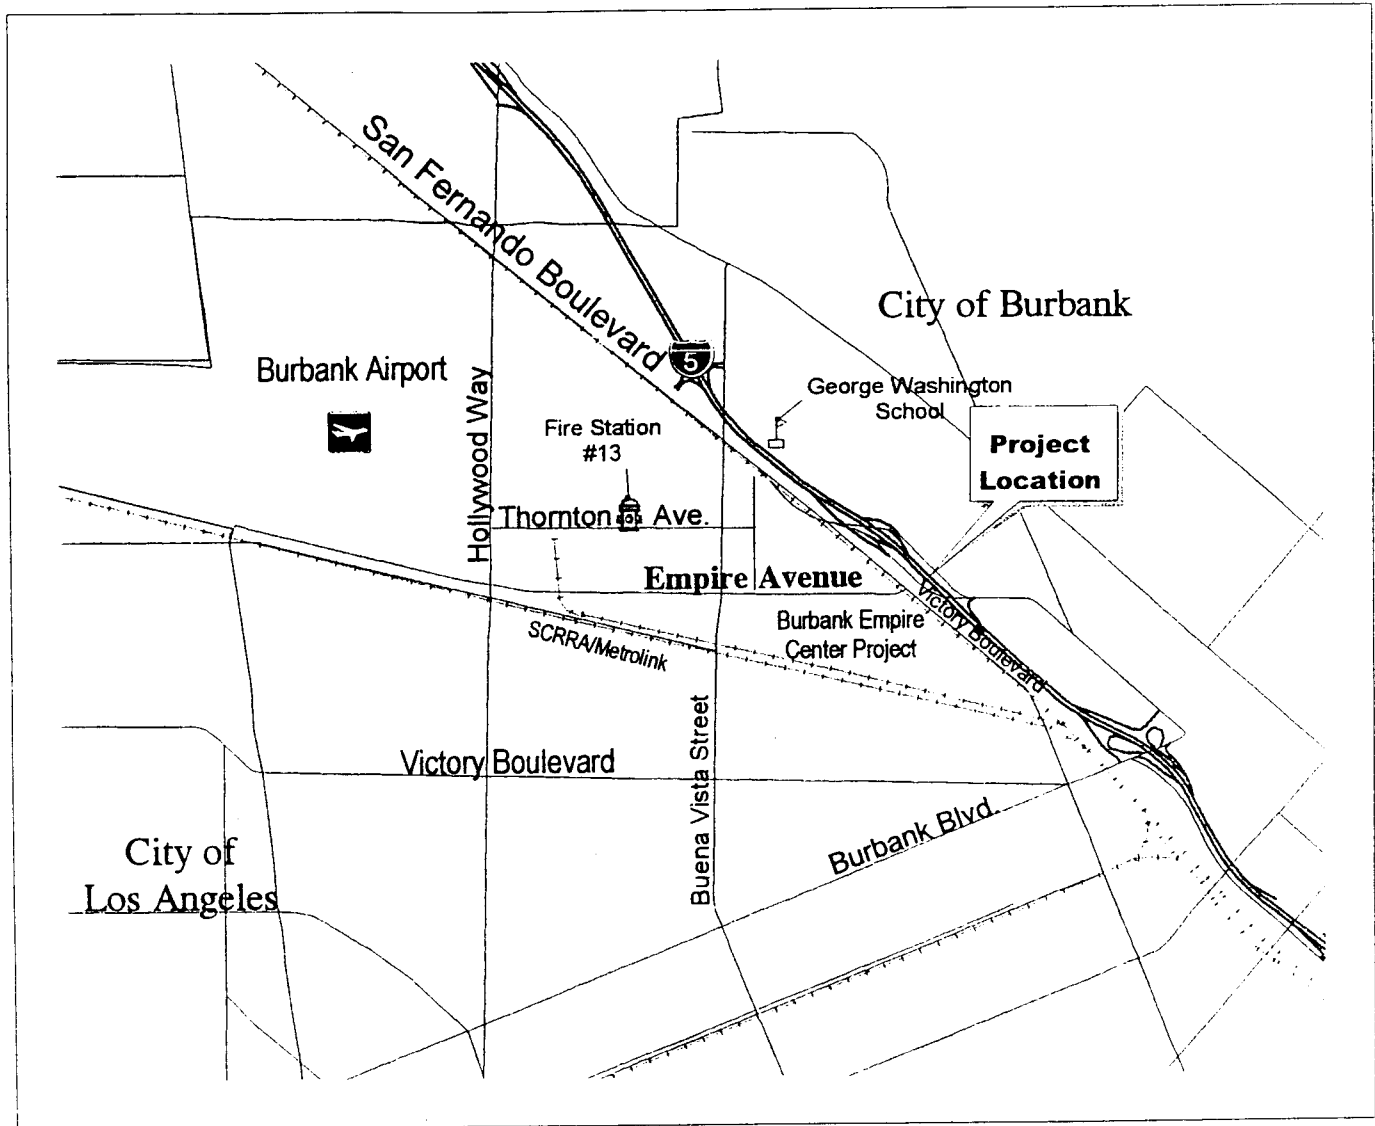 San Fernando Boulevard
City of Burbank
5
Burbank Airport
Hollywood Way
George Washington
School
Fire Station
#13
Project
Location
Thornton Ave.
Empire Avenue
Victory Boulevard
Burbank Empire
Center Project
SCRRA/Metrolink
Buena Vista Street
Victory Boulevard
Burbank Blvd.
City of
Los Angeles